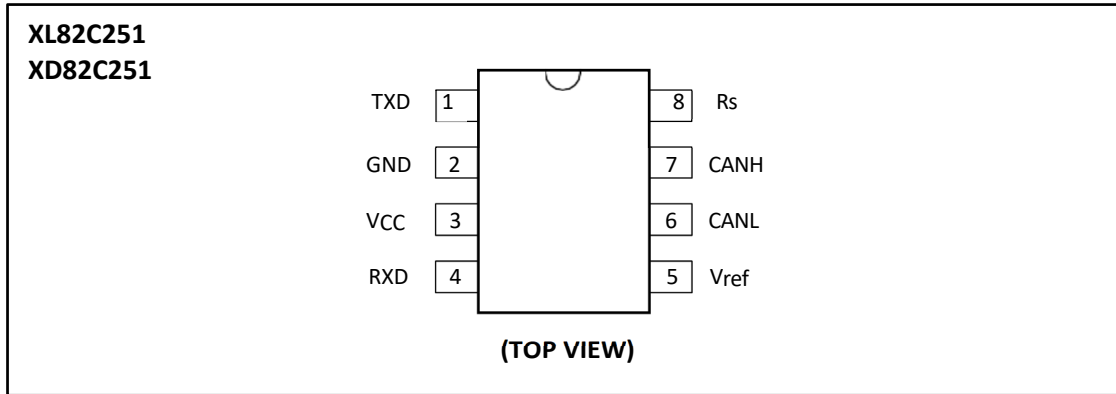 XL82C251
XD82C251
TXD 1 8 Rs
GND 2 7 CANH
VCC 3 6 CANL
RXD 4 5 Vref
(TOP VIEW)